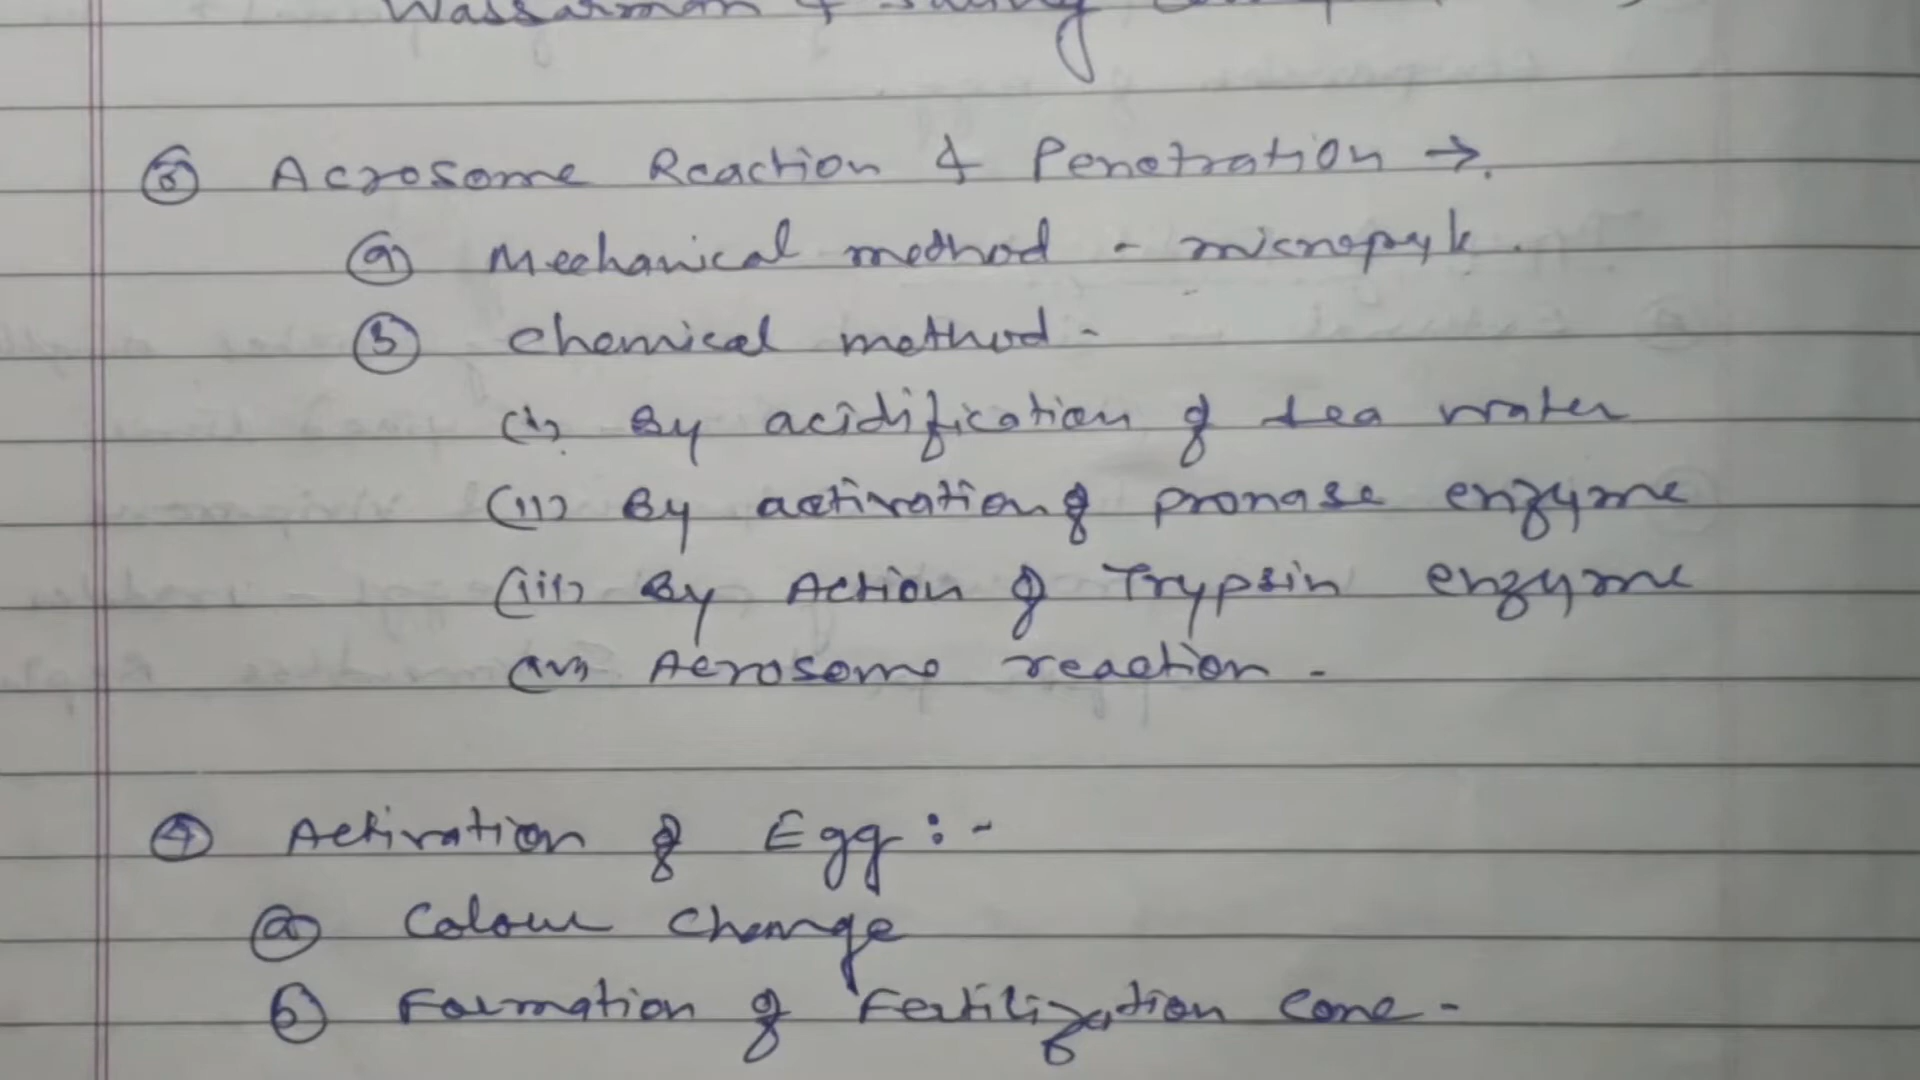 Wassarman &
③ Acrosome Reaction & Penetration →.
ⓐ Mechanical method - micropyle.
ⓑ Chemical method -
(i) By acidification of sea water
(ii) By activation of pronase enzyme
(iii) By Action of Trypsin enzyme
(iv) Acrosome reaction -
④ Activation of Egg :-
ⓐ Colour Change
ⓑ Formation of Fertilization cone -